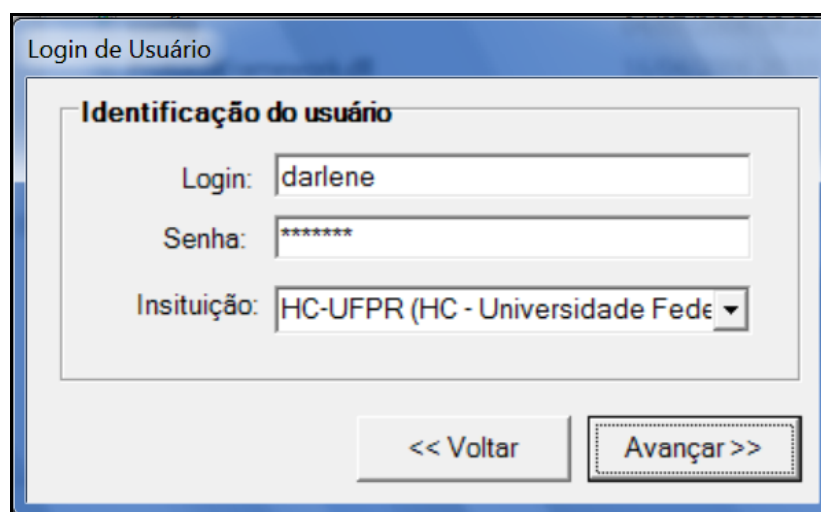 Login de Usuário
Identificação do usuário
Login: darlene
Senha: *******
Insituição: HC-UFPR (HC - Universidade Fede
<< Voltar
Avançar >>